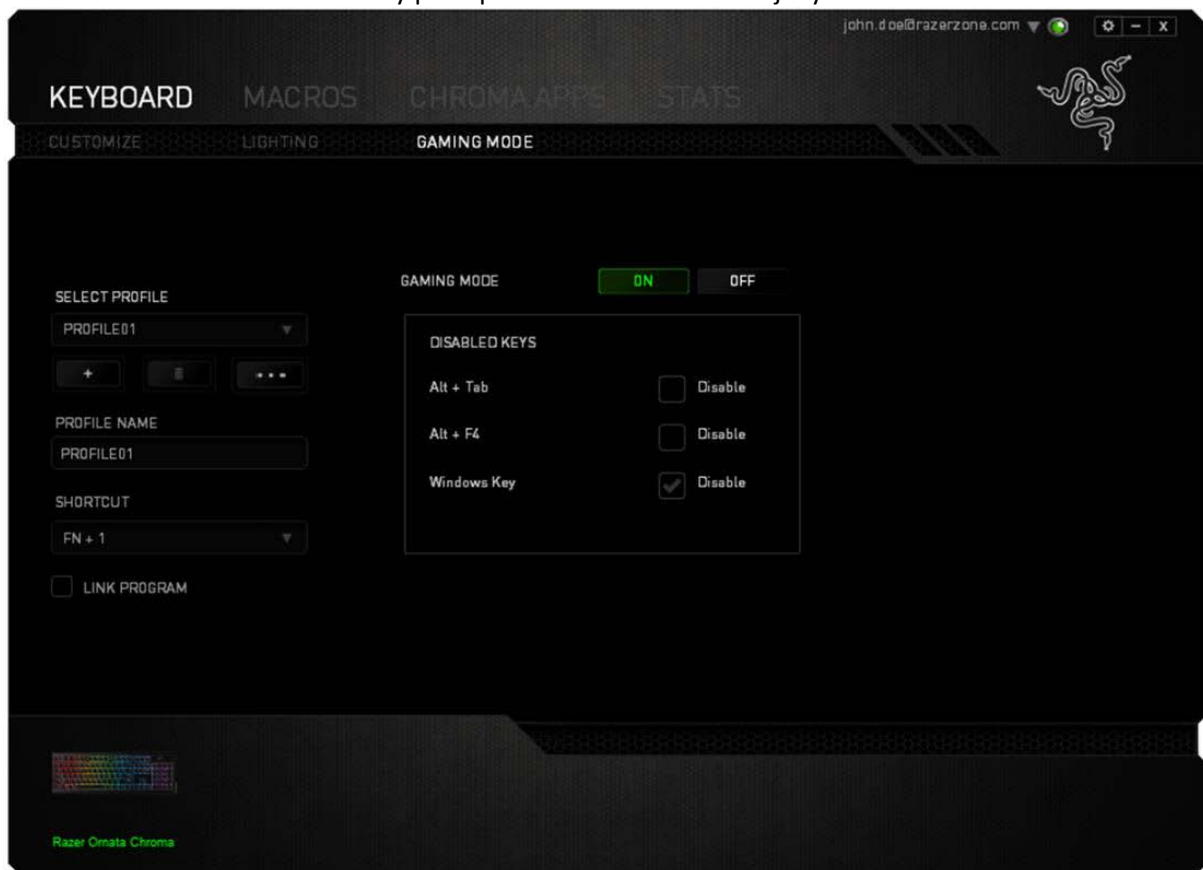 john.doe@razerzone.com
KEYBOARD MACROS CHROMA APPS STATS
CUSTOMIZE LIGHTING GAMING MODE
SELECT PROFILE
PROFILE01
PROFILE NAME
PROFILE01
SHORTCUT
FN + 1
LINK PROGRAM
GAMING MODE ON OFF
DISABLED KEYS
Alt + Tab Disable
Alt + F4 Disable
Windows Key Disable
Razer Ornata Chroma